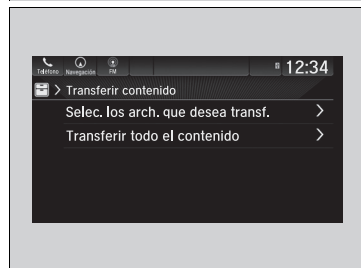 Teléfono Navegación FM 12:34
> Transferir contenido
Selec. los arch. que desea transf. >
Transferir todo el contenido >